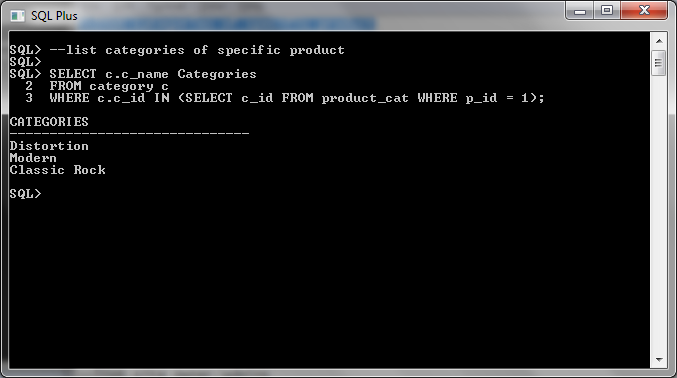 SQL Plus
SQL> --list categories of specific product
SQL>
SQL> SELECT c.c_name Categories
  2  FROM category c
  3  WHERE c.c_id IN (SELECT c_id FROM product_cat WHERE p_id = 1);
CATEGORIES
------------------------------
Distortion
Modern
Classic Rock
SQL>